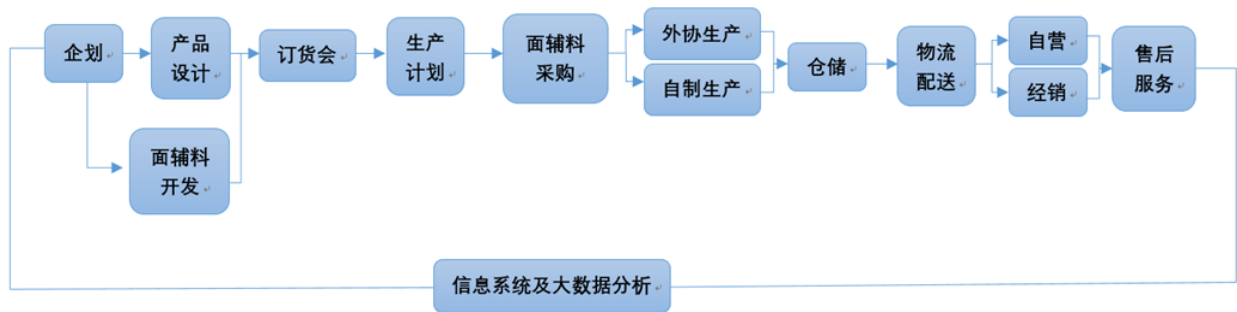 企划
产品
设计
面辅料
开发
订货会
生产
计划
面辅料
采购
外协生产
自制生产
仓储
物流
配送
自营
经销
售后
服务
信息系统及大数据分析